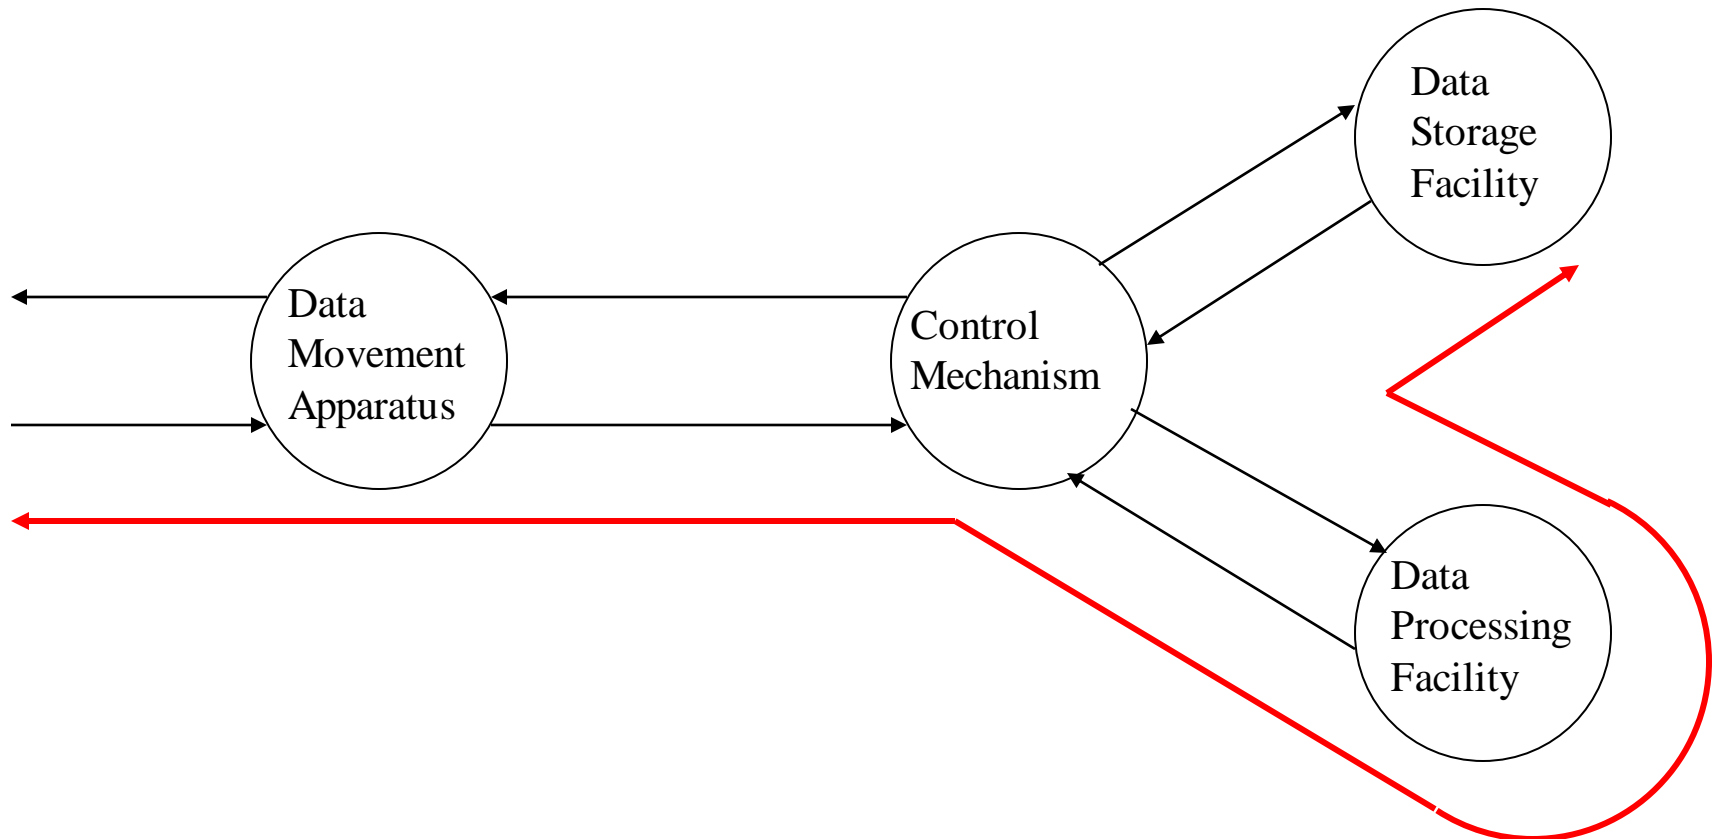 Data
Storage
Facility
Data
Movement
Apparatus
Control
Mechanism
Data
Processing
Facility